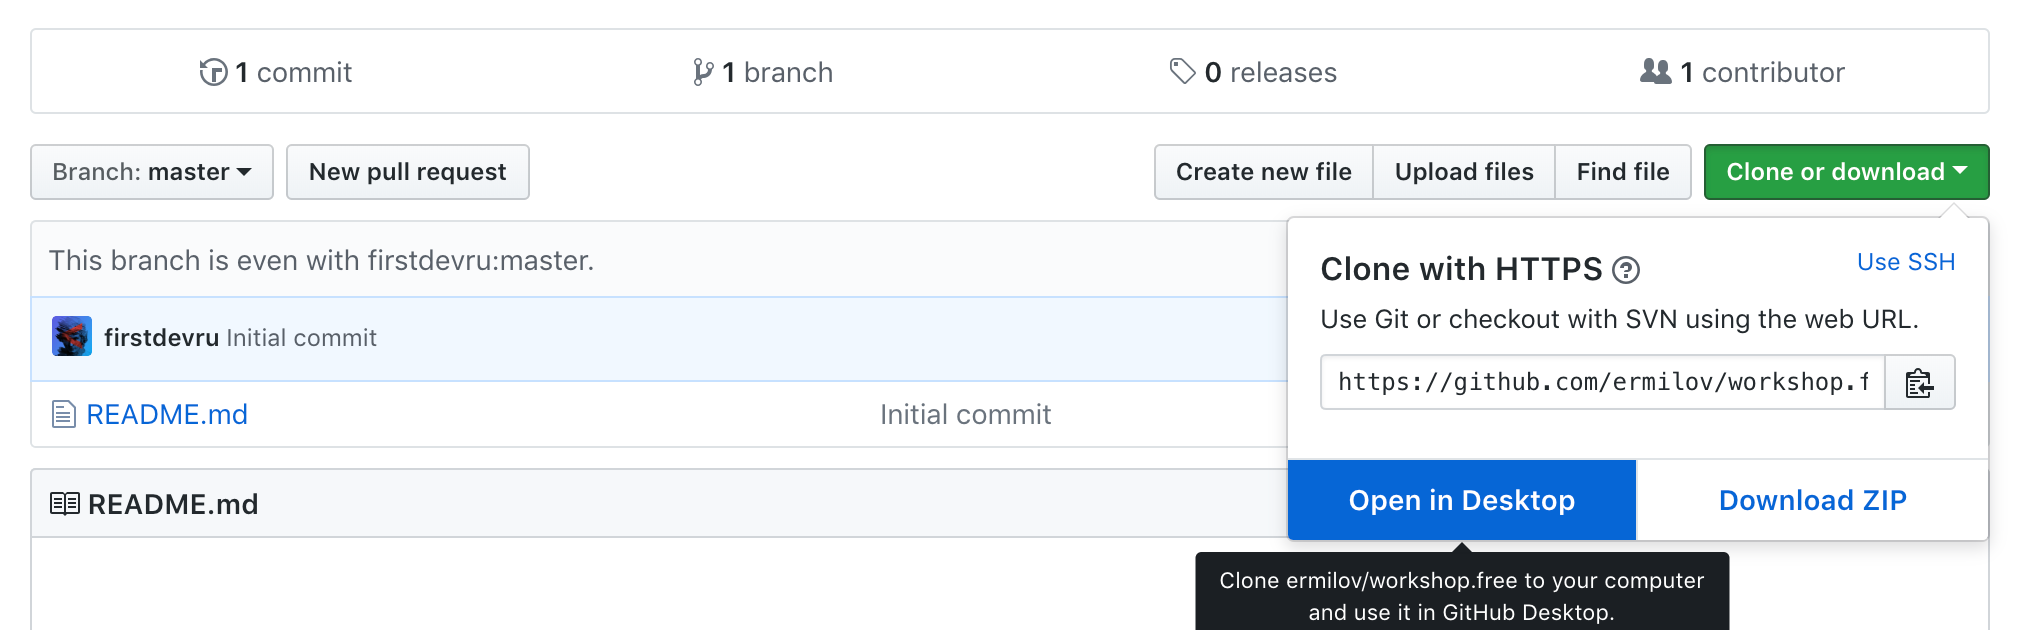 1 commit
1 branch
0 releases
1 contributor
Branch: master
New pull request
Create new file
Upload files
Find file
Clone or download
This branch is even with firstdevru:master.
firstdevru Initial commit
README.md
Initial commit
README.md
Clone with HTTPS
Use SSH
Use Git or checkout with SVN using the web URL.
https://github.com/ermilov/workshop.f
Open in Desktop
Download ZIP
Clone ermilov/workshop.free to your computer
and use it in GitHub Desktop.